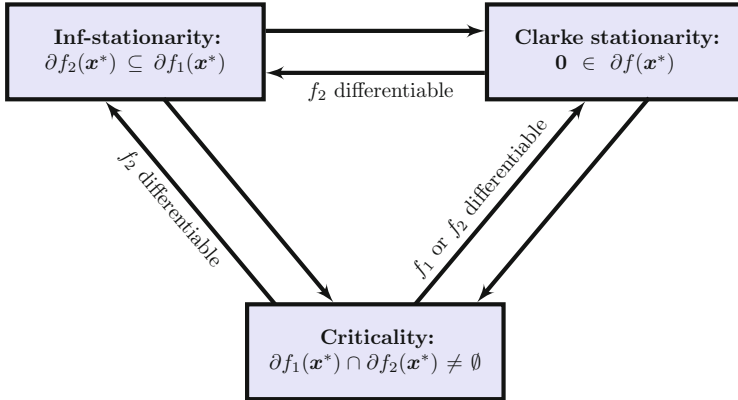 Inf-stationarity:
∂f₂(x*) ⊆ ∂f₁(x*)
Clarke stationarity:
0 ∈ ∂f(x*)
f₂ differentiable
f₂ differentiable
f₁ or f₂ differentiable
Criticality:
∂f₁(x*) ∩ ∂f₂(x*) ≠ ∅